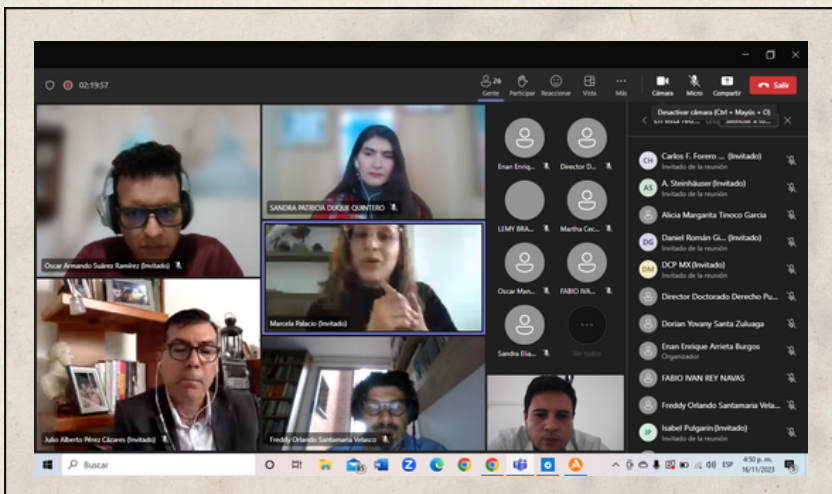 02:19:57
26
Gente Participar Reaccionar Vista Más Cámara Micro Compartir Salir
Desactivar cámara (Ctrl + Mayús + O)
Oscar Armando Suárez Ramírez (Invitado)
SANDRA PATRICIA DUQUE QUINTERO
Marcela Palacio (Invitado)
Julio Alberto Pérez Cázares (Invitado)
Freddy Orlando Santamaria Velasco
Enan Enriq... Director D...
LEMY BRA... Martha Cec...
Oscar Man... FABIO IVA...
Sandra Elia... Ver todos
CH Carlos F. Forero ... (Invitado)
Invitado de la reunión
AS A. Steinhäuser (Invitado)
Invitado de la reunión
Alicia Margarita Tinoco Garcia
DG Daniel Román Gi... (Invitado)
Invitado de la reunión
DM DCP MX (Invitado)
Invitado de la reunión
Director Doctorado Derecho Pu...
Dorian Yovany Santa Zuluaga
Enan Enrique Arrieta Burgos
Organizador
FABIO IVAN REY NAVAS
Freddy Orlando Santamaria Vela...
IP Isabel Pulgarin (Invitado)
Invitado de la reunión
Buscar
ESP
4:50 p. m.
16/11/2023